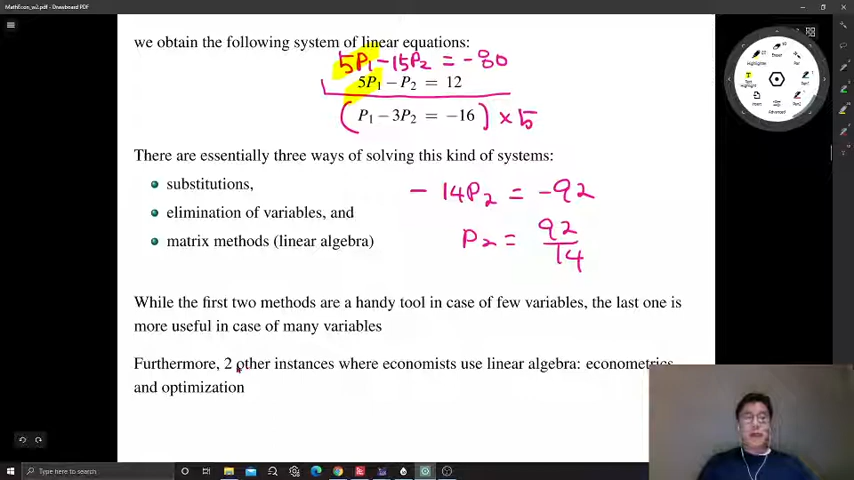 MathEcon_w2.pdf - Drawboard PDF
we obtain the following system of linear equations:
5P₁ - 15P₂ = -80
5P₁ − P₂ = 12
(P₁ − 3P₂ = −16) × 5
There are essentially three ways of solving this kind of systems:
substitutions,
elimination of variables, and
matrix methods (linear algebra)
- 14P₂ = -92
P₂ = 92/14
While the first two methods are a handy tool in case of few variables, the last one is
more useful in case of many variables
Furthermore, 2 other instances where economists use linear algebra: econometrics
and optimization
Type here to search